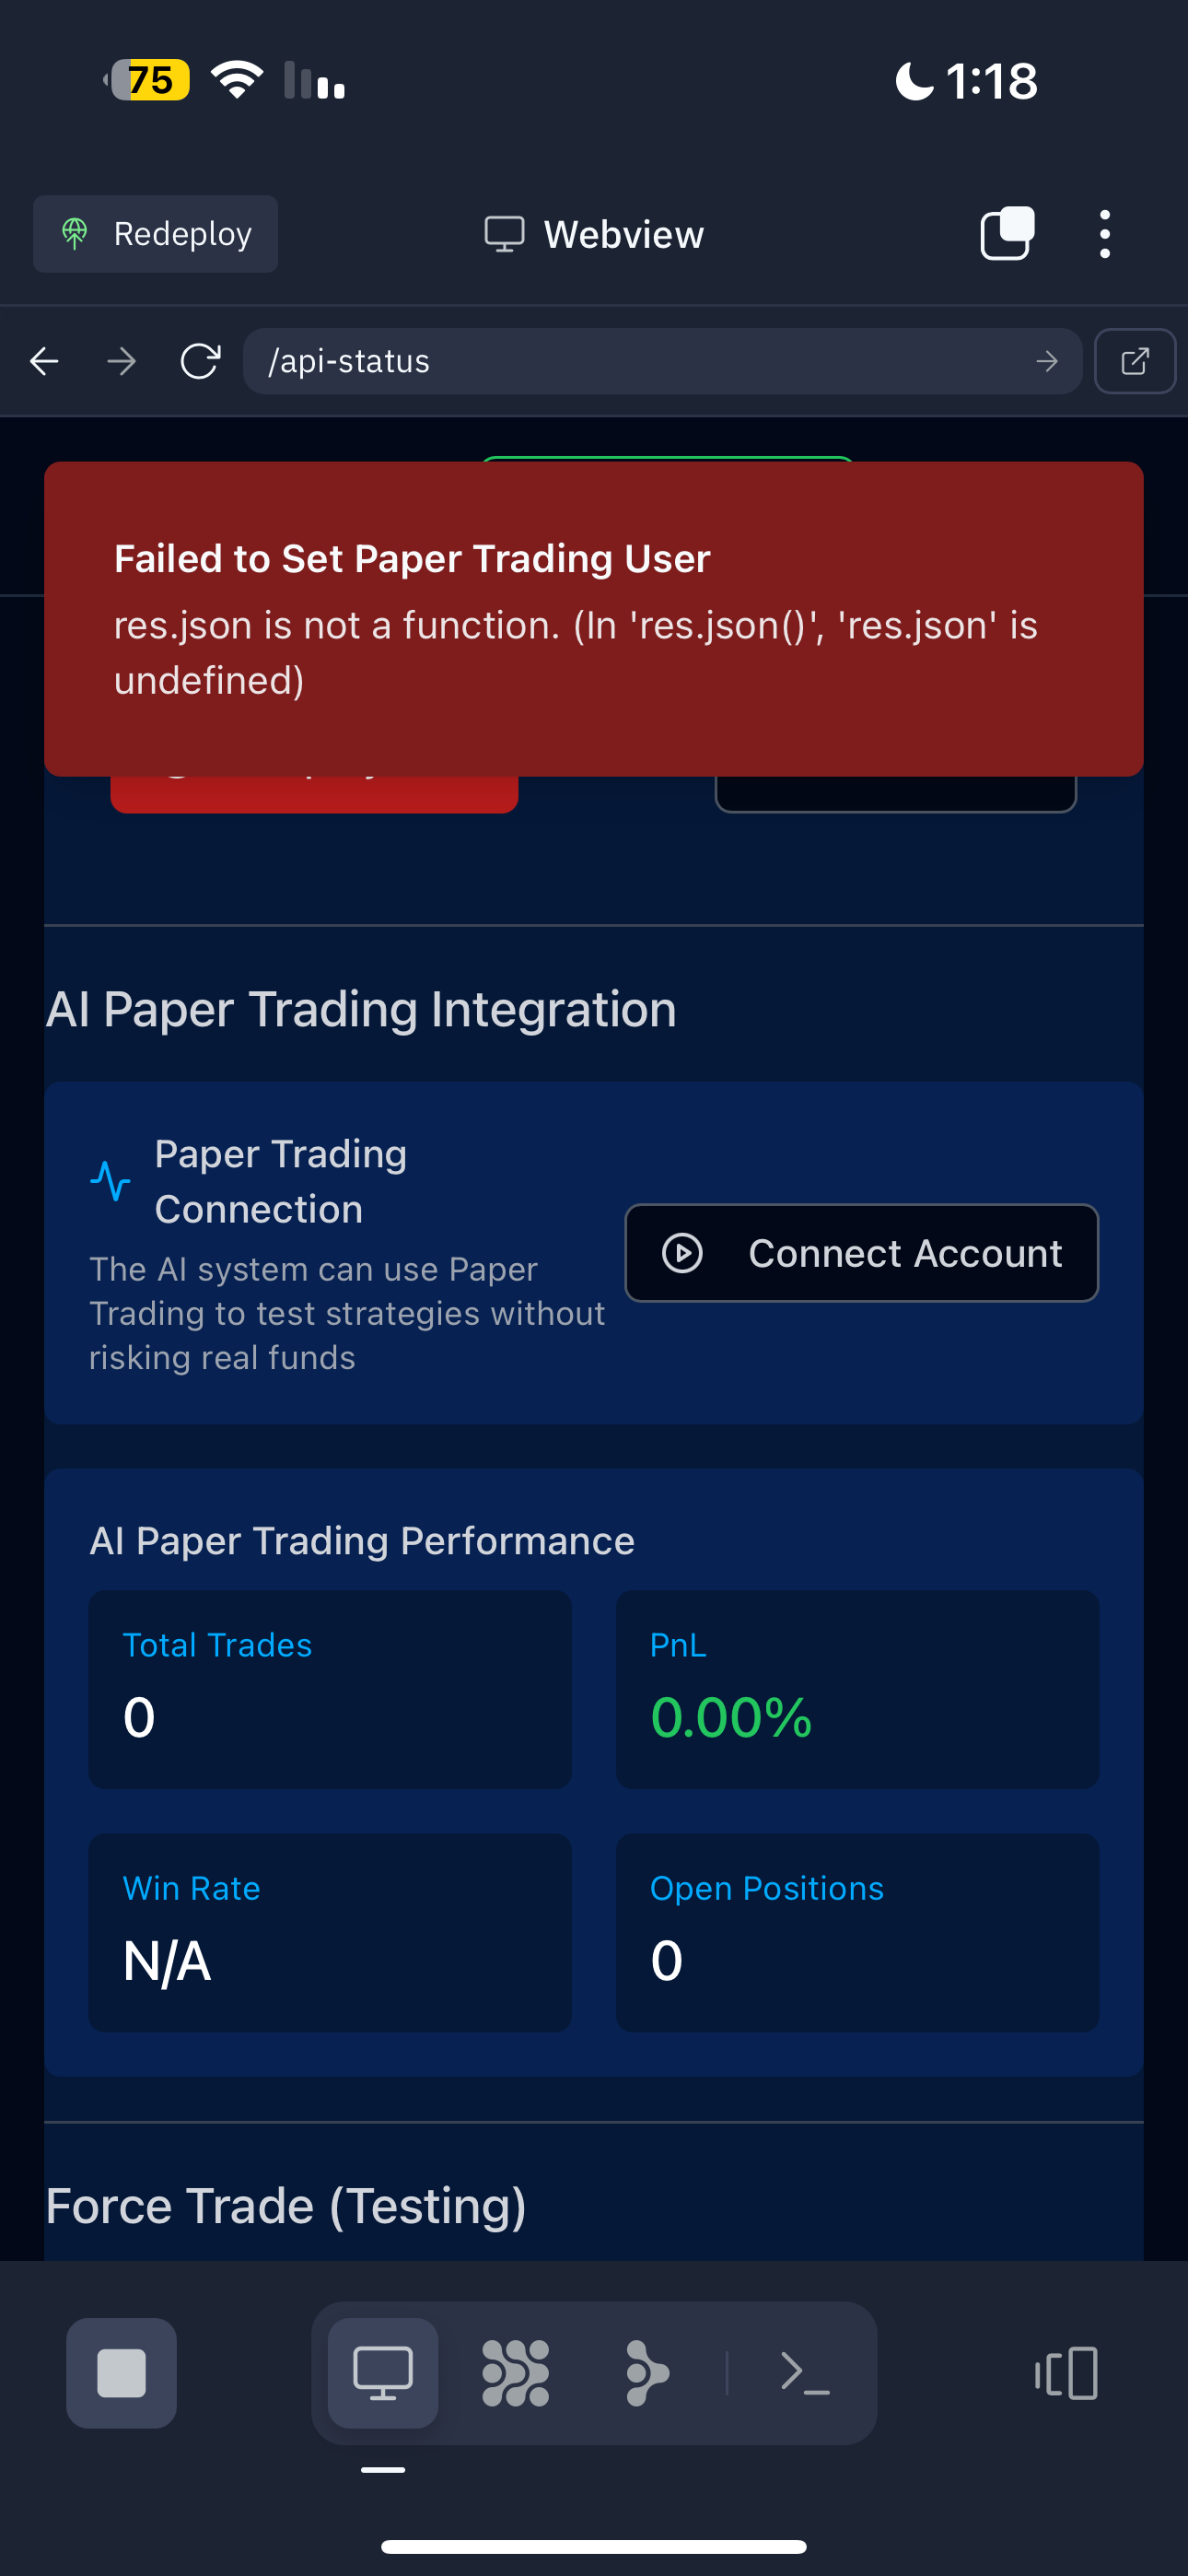 75
1:18
Redeploy
Webview
/api-status
Failed to Set Paper Trading User
res.json is not a function. (In 'res.json()', 'res.json' is
undefined)
AI Paper Trading Integration
Paper Trading
Connection
The AI system can use Paper
Trading to test strategies without
risking real funds
Connect Account
AI Paper Trading Performance
Total Trades
0
PnL
0.00%
Win Rate
N/A
Open Positions
0
Force Trade (Testing)